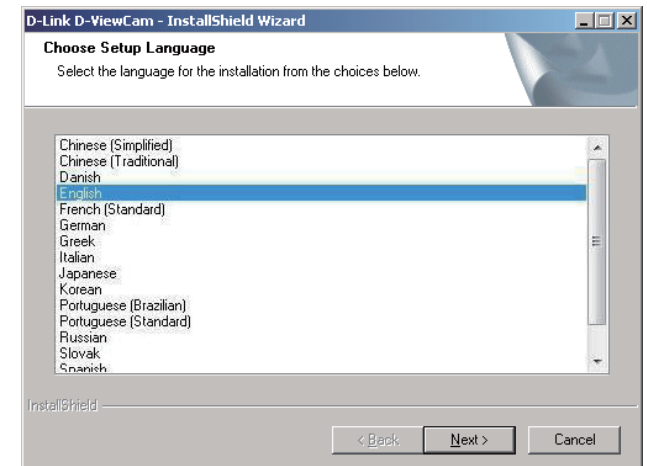 D-Link D-ViewCam - InstallShield Wizard
Choose Setup Language
Select the language for the installation from the choices below.
Chinese (Simplified)
Chinese (Traditional)
Danish
English
French (Standard)
German
Greek
Italian
Japanese
Korean
Portuguese (Brazilian)
Portuguese (Standard)
Russian
Slovak
Spanish
InstallShield
< Back
Next >
Cancel